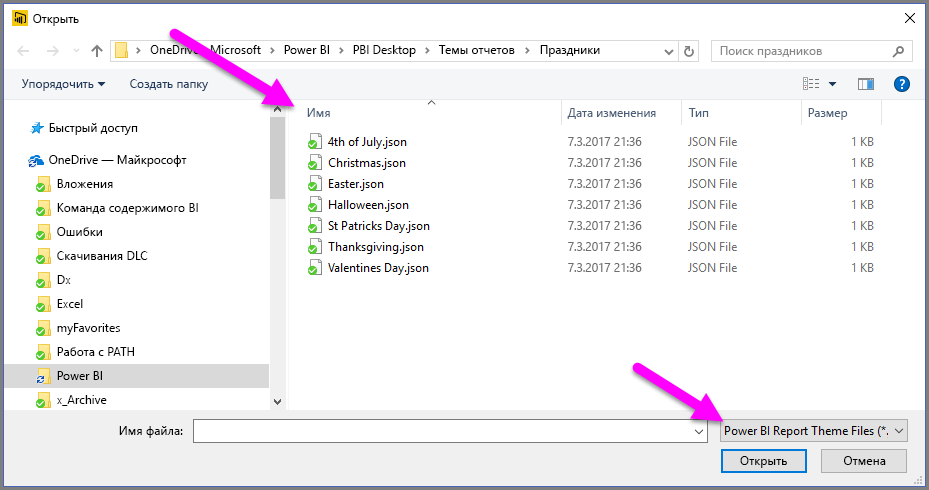 Открыть
OneDrive Microsoft Power BI PBI Desktop Темы отчетов Праздники
Поиск праздников
Упорядочить Создать папку
Имя Дата изменения Тип Размер
Быстрый доступ
OneDrive — Майкрософт
Вложения
Команда содержимого BI
Ошибки
Скачивания DLC
Dx
Excel
myFavorites
Работа с PATH
Power BI
x_Archive
4th of July.json 7.3.2017 21:36 JSON File 1 KB
Christmas.json 7.3.2017 21:36 JSON File 1 KB
Easter.json 7.3.2017 21:36 JSON File 1 KB
Halloween.json 7.3.2017 21:36 JSON File 1 KB
St Patricks Day.json 7.3.2017 21:36 JSON File 1 KB
Thanksgiving.json 7.3.2017 21:36 JSON File 1 KB
Valentines Day.json 7.3.2017 21:36 JSON File 1 KB
Имя файла:
Power BI Report Theme Files (*.
Открыть Отмена